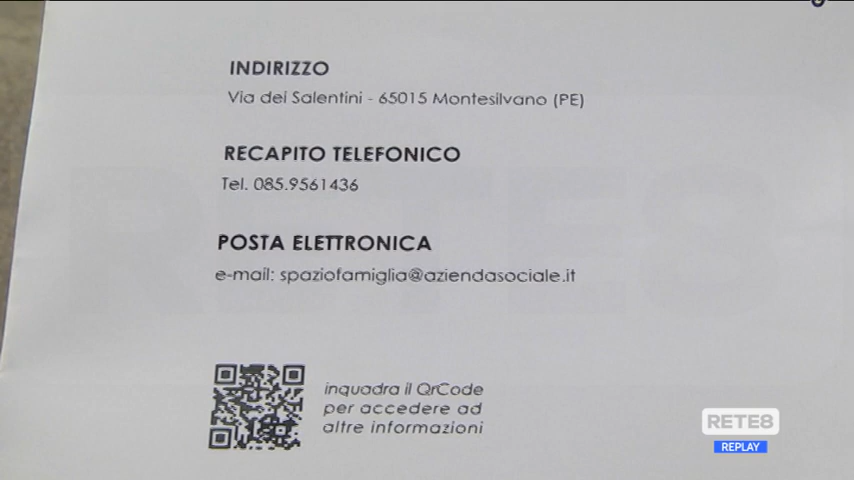 INDIRIZZO
Via dei Salentini - 65015 Montesilvano (PE)
RECAPITO TELEFONICO
Tel. 085.9561436
POSTA ELETTRONICA
e-mail: spaziofamiglia@aziendasociale.it
inquadra il QrCode
per accedere ad
altre informazioni
RETE8
RETE8
REPLAY